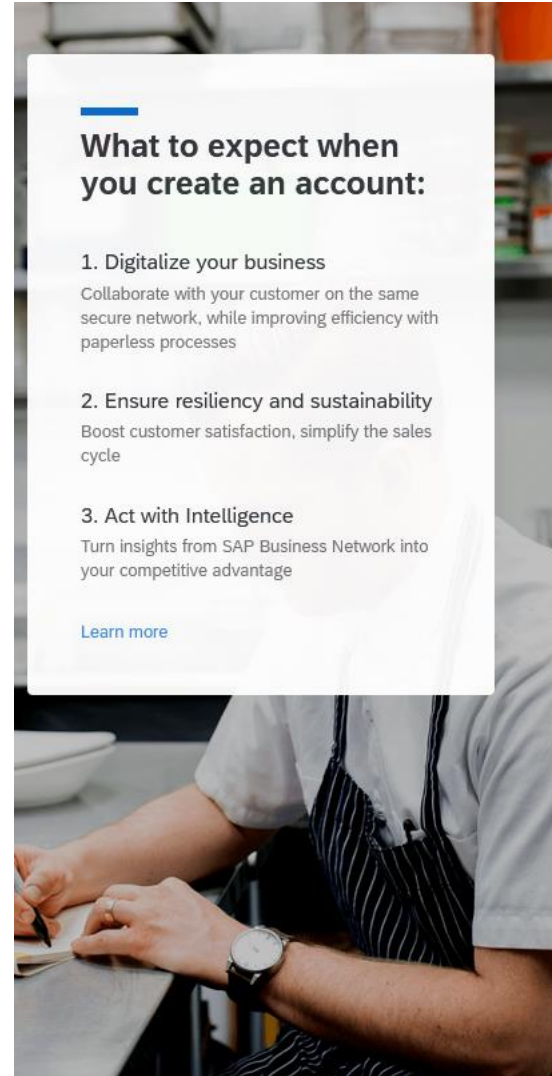 What to expect when
you create an account:
1. Digitalize your business
Collaborate with your customer on the same
secure network, while improving efficiency with
paperless processes
2. Ensure resiliency and sustainability
Boost customer satisfaction, simplify the sales
cycle
3. Act with Intelligence
Turn insights from SAP Business Network into
your competitive advantage
Learn more